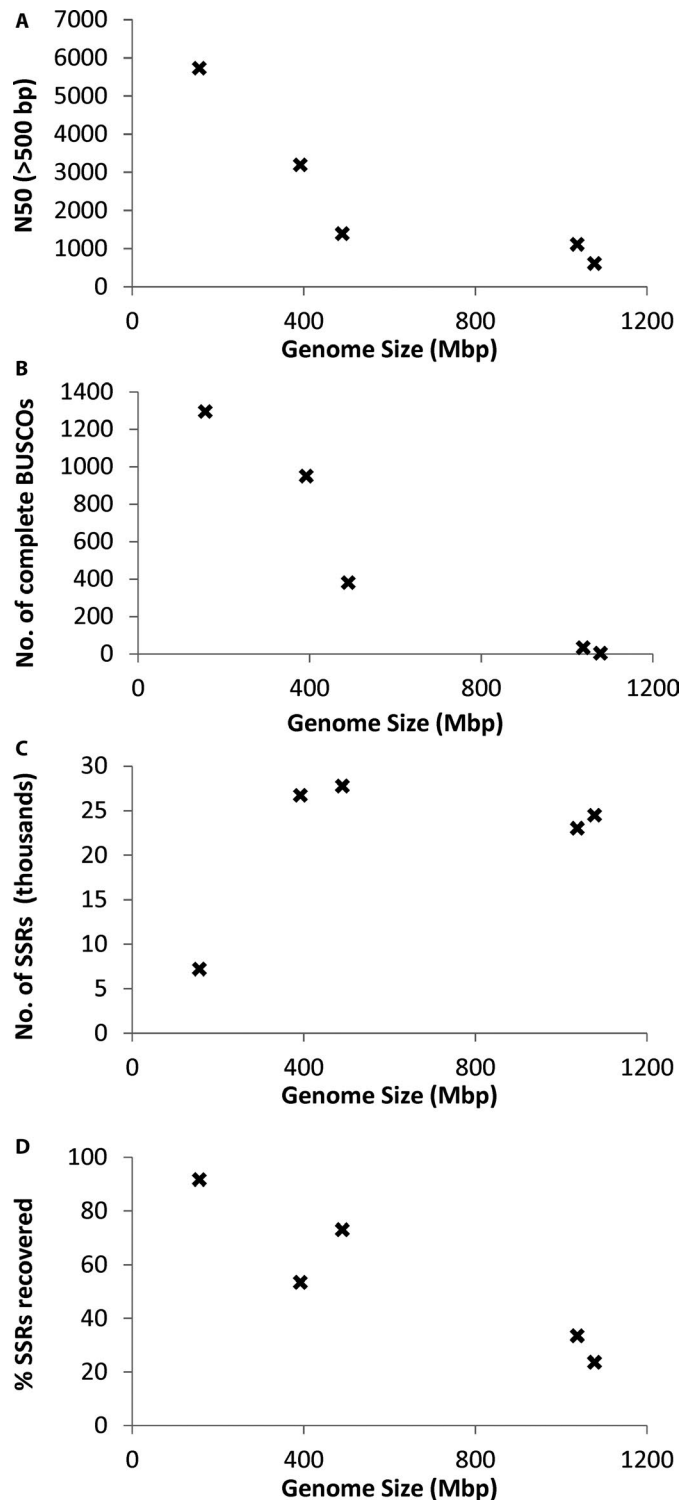 A
N50 (>500 bp)
7000
6000
5000
4000
3000
2000
1000
0
0 400 800 1200
Genome Size (Mbp)
B
No. of complete BUSCOs
1400
1200
1000
800
600
400
200
0
0 400 800 1200
Genome Size (Mbp)
C
No. of SSRs (thousands)
30
25
20
15
10
5
0
0 400 800 1200
Genome Size (Mbp)
D
% SSRs recovered
100
80
60
40
20
0
0 400 800 1200
Genome Size (Mbp)